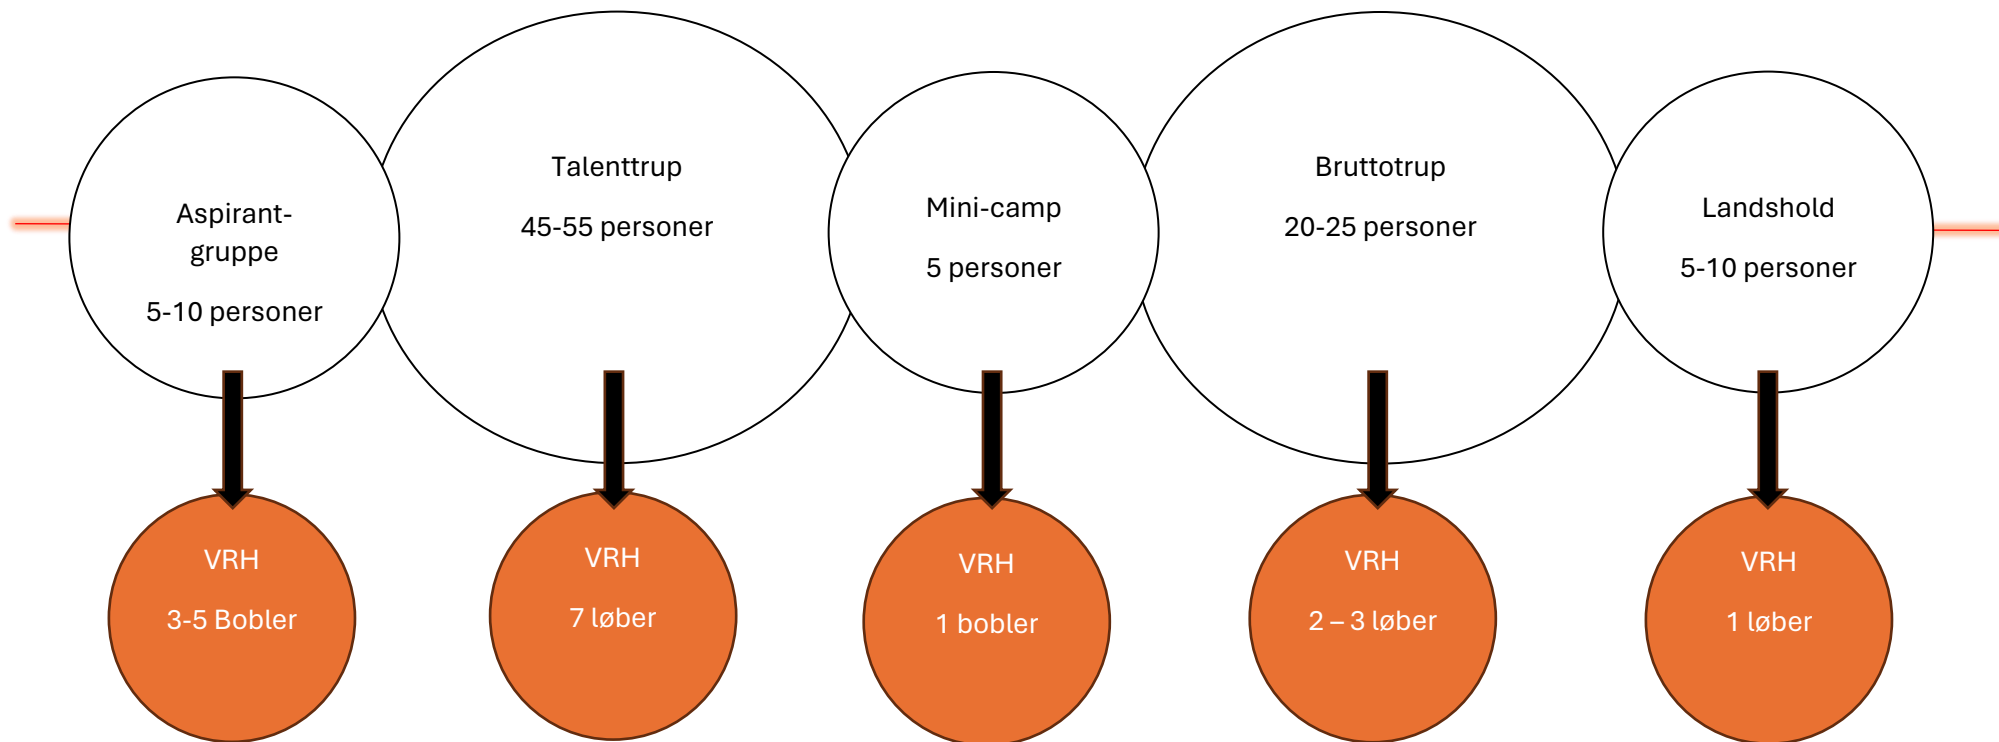 Aspirant-
gruppe
5-10 personer
Talenttrup
45-55 personer
Mini-camp
5 personer
Bruttotrup
20-25 personer
Landshold
5-10 personer
VRH
3-5 Bobler
VRH
7 løber
VRH
1 bobler
VRH
2 – 3 løber
VRH
1 løber